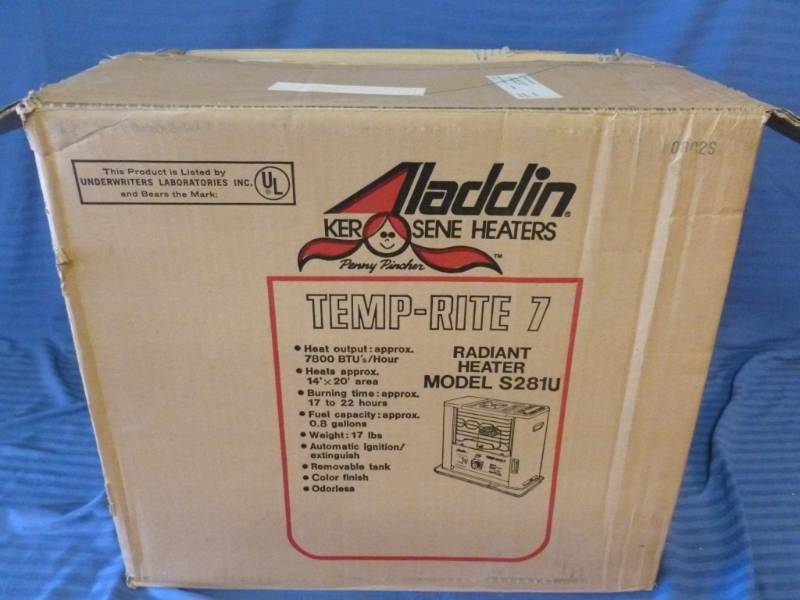 0802S
This Product is Listed by
UNDERWRITERS LABORATORIES INC.
and Bears the Mark:
UL
Aladdin®
KEROSENE HEATERS
Penny Pincher ™
TEMP-RITE 7
• Heat output: approx.
7800 BTU's/Hour
• Heats approx.
14'×20' area
• Burning time: approx.
17 to 22 hours
• Fuel capacity: approx.
0.8 gallons
• Weight: 17 lbs
• Automatic ignition/
extinguish
• Removable tank
• Color finish
• Odorless
RADIANT
HEATER
MODEL S281U